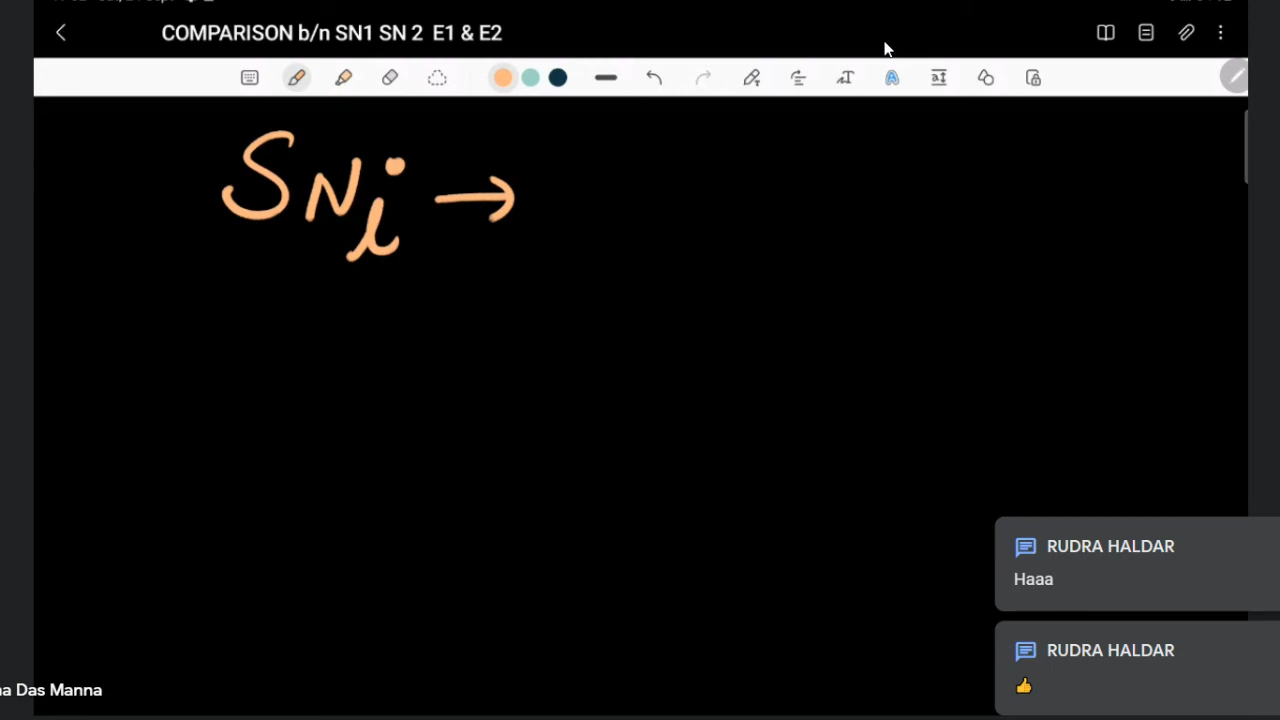 COMPARISON b/n SN1 SN 2 E1 & E2
SNi →
RUDRA HALDAR
Haaa
RUDRA HALDAR
👍
a Das Manna